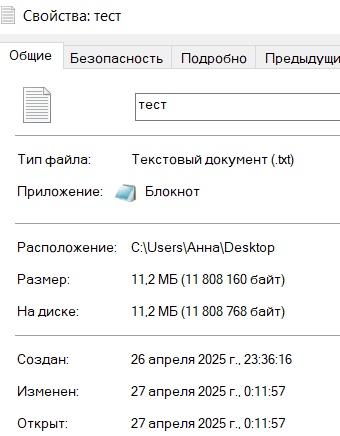 Свойства: тест
Общие Безопасность Подробно Предыдущи
тест
Тип файла: Текстовый документ (.txt)
Приложение: Блокнот
Расположение: C:\Users\Анна\Desktop
Размер: 11,2 МБ (11 808 160 байт)
На диске: 11,2 МБ (11 808 768 байт)
Создан: 26 апреля 2025 г., 23:36:16
Изменен: 27 апреля 2025 г., 0:11:57
Открыт: 27 апреля 2025 г., 0:11:57